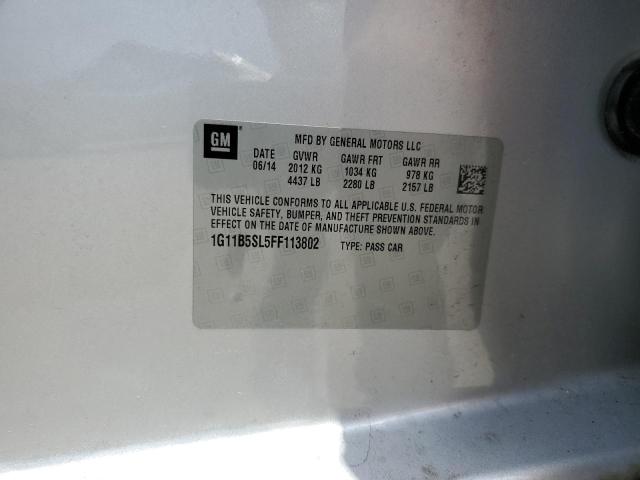 GM
MFD BY GENERAL MOTORS LLC
DATE GVWR GAWR FRT GAWR RR
06/14 2012 KG 1034 KG 978 KG
4437 LB 2280 LB 2157 LB
THIS VEHICLE CONFORMS TO ALL APPLICABLE U.S. FEDERAL MOTOR
VEHICLE SAFETY, BUMPER, AND THEFT PREVENTION STANDARDS IN
EFFECT ON THE DATE OF MANUFACTURE SHOWN ABOVE.
1G11B5SL5FF113802 TYPE: PASS CAR